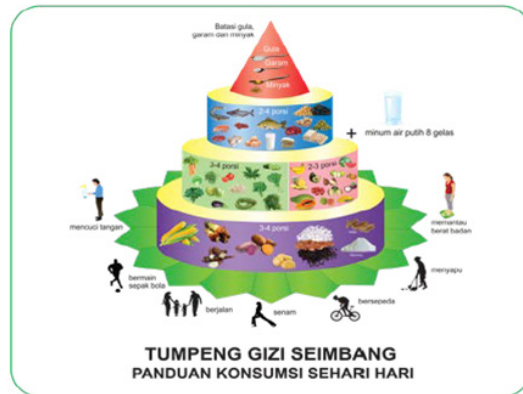 Batasi gula,
garam dan minyak
Gula
Garam
Minyak
2-4 porsi
+ minum air putih 8 gelas
3-4 porsi
2-3 porsi
3-4 porsi
mencuci tangan
memantau
berat badan
bermain
sepak bola
menyapu
berjalan
senam
bersepeda
TUMPENG GIZI SEIMBANG
PANDUAN KONSUMSI SEHARI HARI